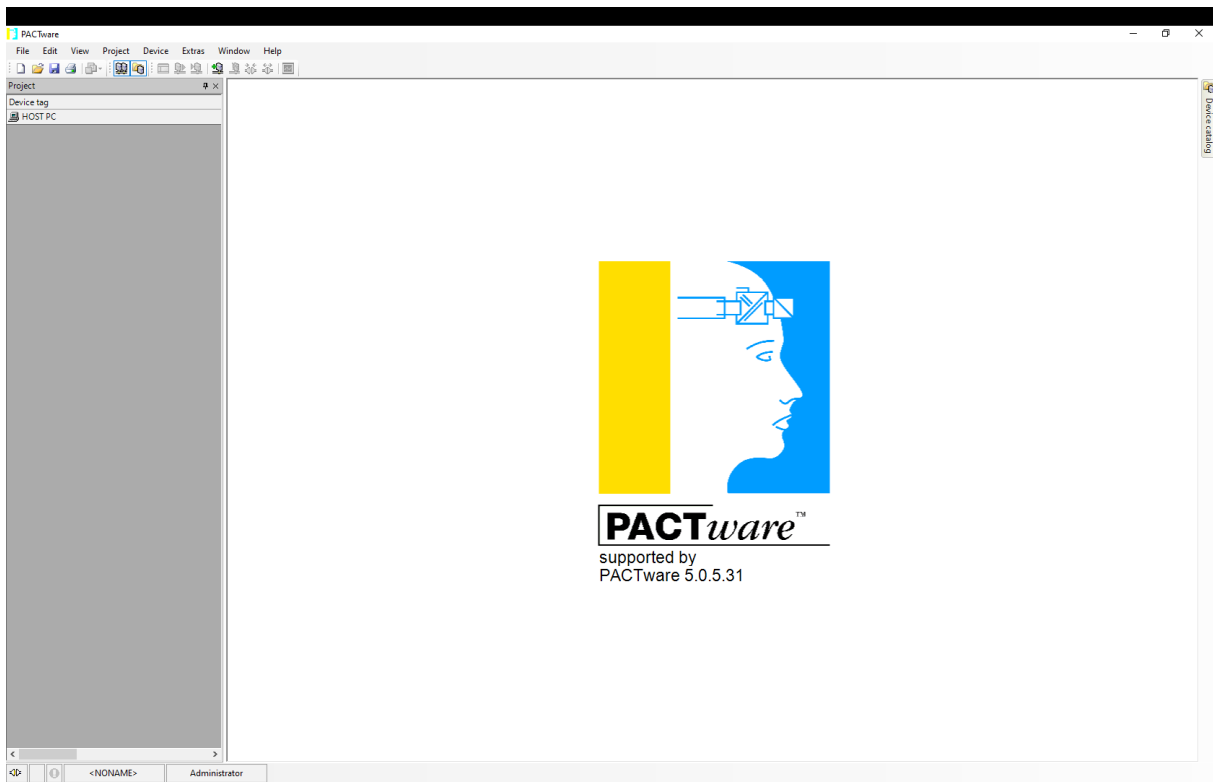 PACTware
File Edit View Project Device Extras Window Help
Project
Device tag
HOST PC
Device catalog
PACTware™
supported by
PACTware 5.0.5.31
<NONAME> Administrator